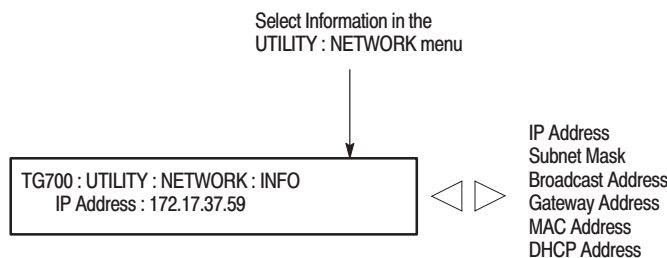 Select Information in the
UTILITY : NETWORK menu
TG700 : UTILITY : NETWORK : INFO
IP Address : 172.17.37.59
IP Address
Subnet Mask
Broadcast Address
Gateway Address
MAC Address
DHCP Address